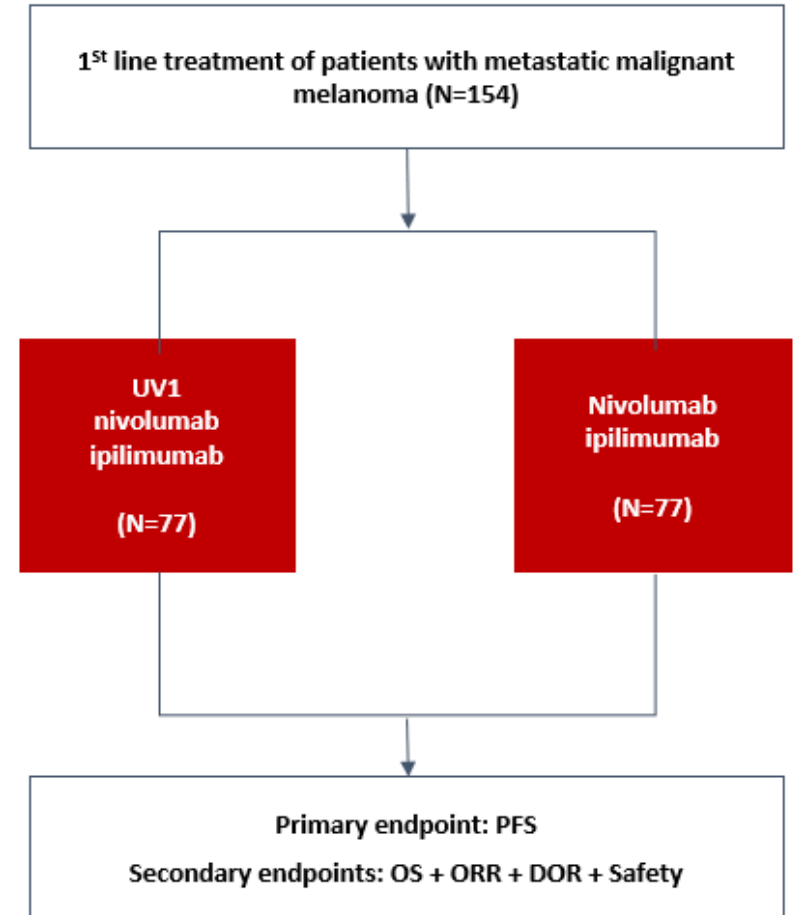 1st line treatment of patients with metastatic malignant
melanoma (N=154)
UV1
nivolumab
ipilimumab
(N=77)
Nivolumab
ipilimumab
(N=77)
Primary endpoint: PFS
Secondary endpoints: OS + ORR + DOR + Safety